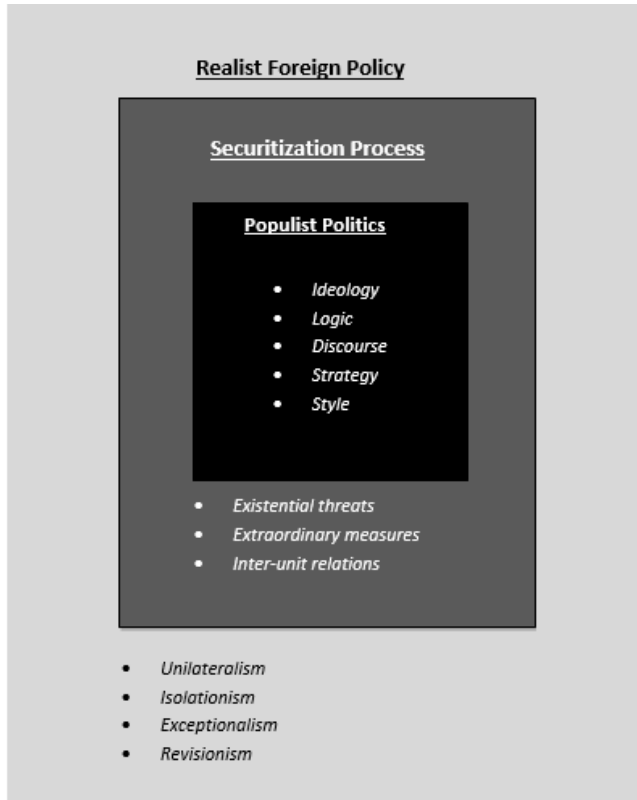 Realist Foreign Policy
Securitization Process
Populist Politics
• Ideology
• Logic
• Discourse
• Strategy
• Style
• Existential threats
• Extraordinary measures
• Inter-unit relations
• Unilateralism
• Isolationism
• Exceptionalism
• Revisionism